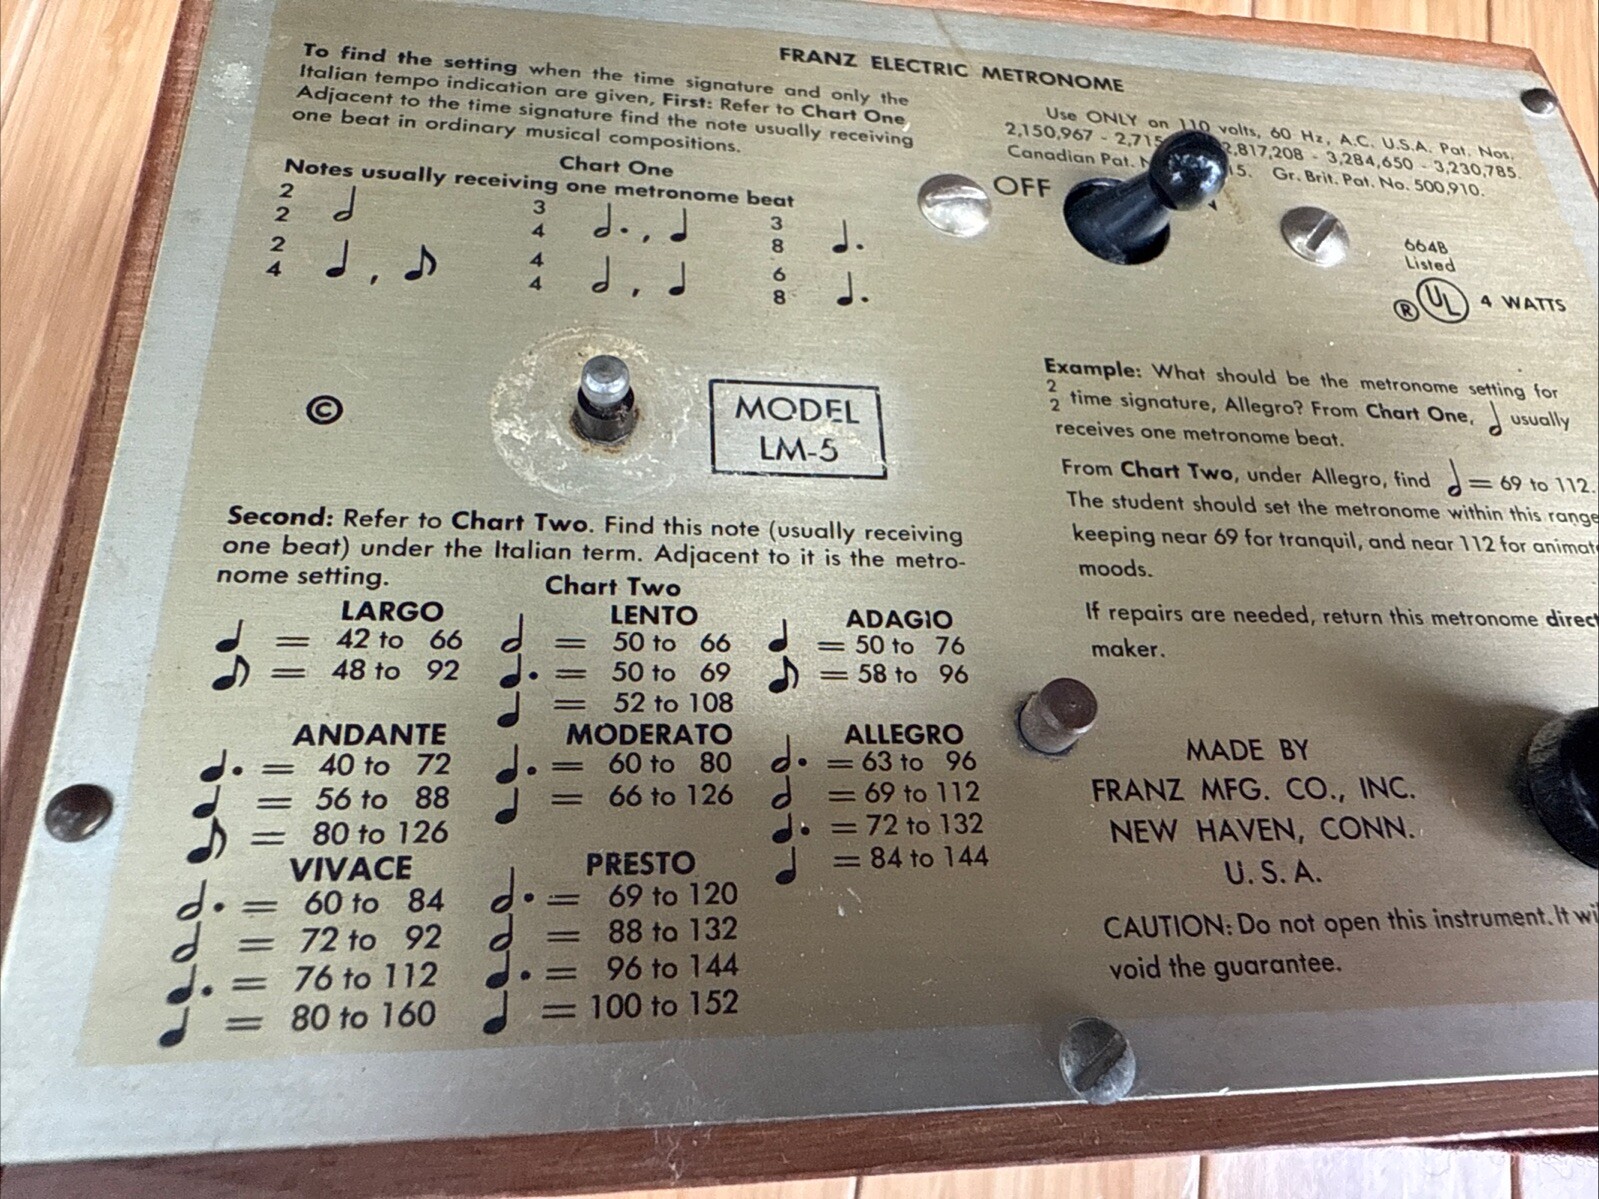 FRANZ ELECTRIC METRONOME
To find the setting when the time signature and only the
Italian tempo indication are given, First: Refer to Chart One,
Adjacent to the time signature find the note usually receiving
one beat in ordinary musical compositions.
Chart One
Notes usually receiving one metronome beat
2/2 𝅗𝅥
3/4 𝅗𝅥. , ♩
3/8 ♩.
2/4 ♩ , ♪
4/4 𝅗𝅥 , ♩
6/8 ♩.
Use ONLY on 110 volts, 60 Hz, A.C. U.S.A. Pat. Nos.
2,150,967 - 2,715 2,817,208 - 3,284,650 - 3,230,785.
Canadian Pat. 15. Gr. Brit. Pat. No. 500,910.
OFF
664B
Listed
® UL 4 WATTS
©
MODEL
LM-5
Second: Refer to Chart Two. Find this note (usually receiving
one beat) under the Italian term. Adjacent to it is the metro-
nome setting.
Chart Two
LARGO
♩ = 42 to 66
♪ = 48 to 92
LENTO
𝅗𝅥 = 50 to 66
♩. = 50 to 69
♩ = 52 to 108
ADAGIO
♩ = 50 to 76
♪ = 58 to 96
ANDANTE
♩. = 40 to 72
♩ = 56 to 88
♪ = 80 to 126
MODERATO
♩. = 60 to 80
♩ = 66 to 126
ALLEGRO
𝅗𝅥. = 63 to 96
𝅗𝅥 = 69 to 112
♩. = 72 to 132
♩ = 84 to 144
VIVACE
𝅗𝅥. = 60 to 84
𝅗𝅥 = 72 to 92
♩. = 76 to 112
♩ = 80 to 160
PRESTO
𝅗𝅥. = 69 to 120
𝅗𝅥 = 88 to 132
♩. = 96 to 144
♩ = 100 to 152
Example: What should be the metronome setting for
2/2 time signature, Allegro? From Chart One, 𝅗𝅥 usually
receives one metronome beat.
From Chart Two, under Allegro, find 𝅗𝅥 = 69 to 112.
The student should set the metronome within this range
keeping near 69 for tranquil, and near 112 for animat
moods.
If repairs are needed, return this metronome direct
maker.
MADE BY
FRANZ MFG. CO., INC.
NEW HAVEN, CONN.
U. S. A.
CAUTION: Do not open this instrument. It wi
void the guarantee.